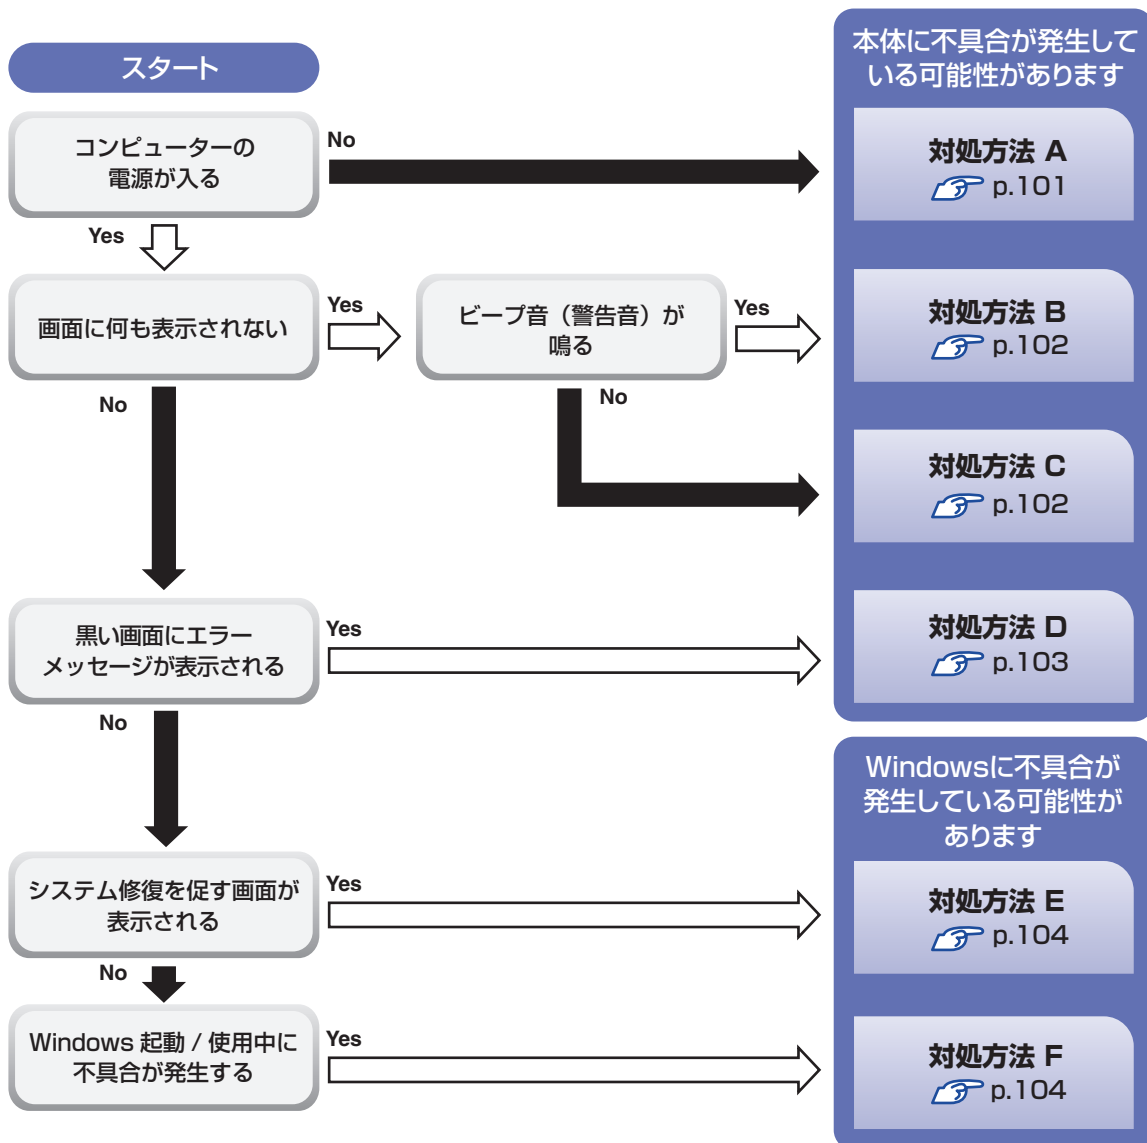 スタート
コンピューターの
電源が入る
No
Yes
本体に不具合が発生して
いる可能性があります
対処方法 A
p.101
画面に何も表示されない
Yes
ビープ音（警告音）が
鳴る
Yes
対処方法 B
p.102
No
No
対処方法 C
p.102
黒い画面にエラー
メッセージが表示される
Yes
対処方法 D
p.103
No
Windowsに不具合が
発生している可能性が
あります
システム修復を促す画面が
表示される
Yes
対処方法 E
p.104
No
Windows 起動 / 使用中に
不具合が発生する
Yes
対処方法 F
p.104